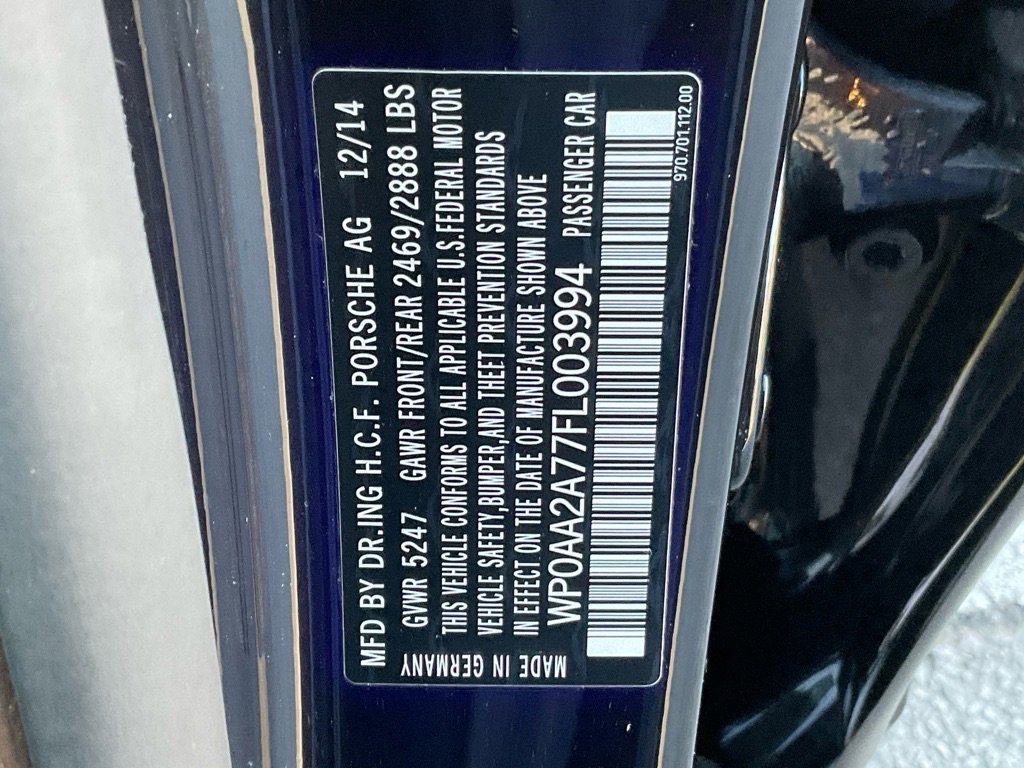 MFD BY DR.ING H.C.F. PORSCHE AG 12/14
GVWR 5247 GAWR FRONT/REAR 2469/2888 LBS
THIS VEHICLE CONFORMS TO ALL APPLICABLE U.S.FEDERAL MOTOR
VEHICLE SAFETY,BUMPER,AND THEFT PREVENTION STANDARDS
IN EFFECT ON THE DATE OF MANUFACTURE SHOWN ABOVE
WP0AA2A77FL003994 PASSENGER CAR
MADE IN GERMANY
970.701.112.00